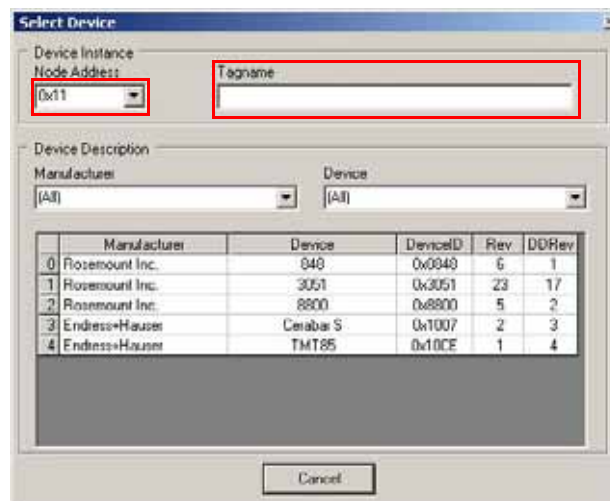 Select Device
Device Instance
Node Address Tagname
0x11
Device Description
Manufacturer Device
(All) (All)
Manufacturer Device DeviceID Rev DDRev
0 Rosemount Inc. 848 0x0848 6 1
1 Rosemount Inc. 3051 0x3051 23 17
2 Rosemount Inc. 8800 0x8800 5 2
3 Endress+Hauser Cerabar S 0x1007 2 3
4 Endress+Hauser TMT85 0x10CE 1 4
Cancel